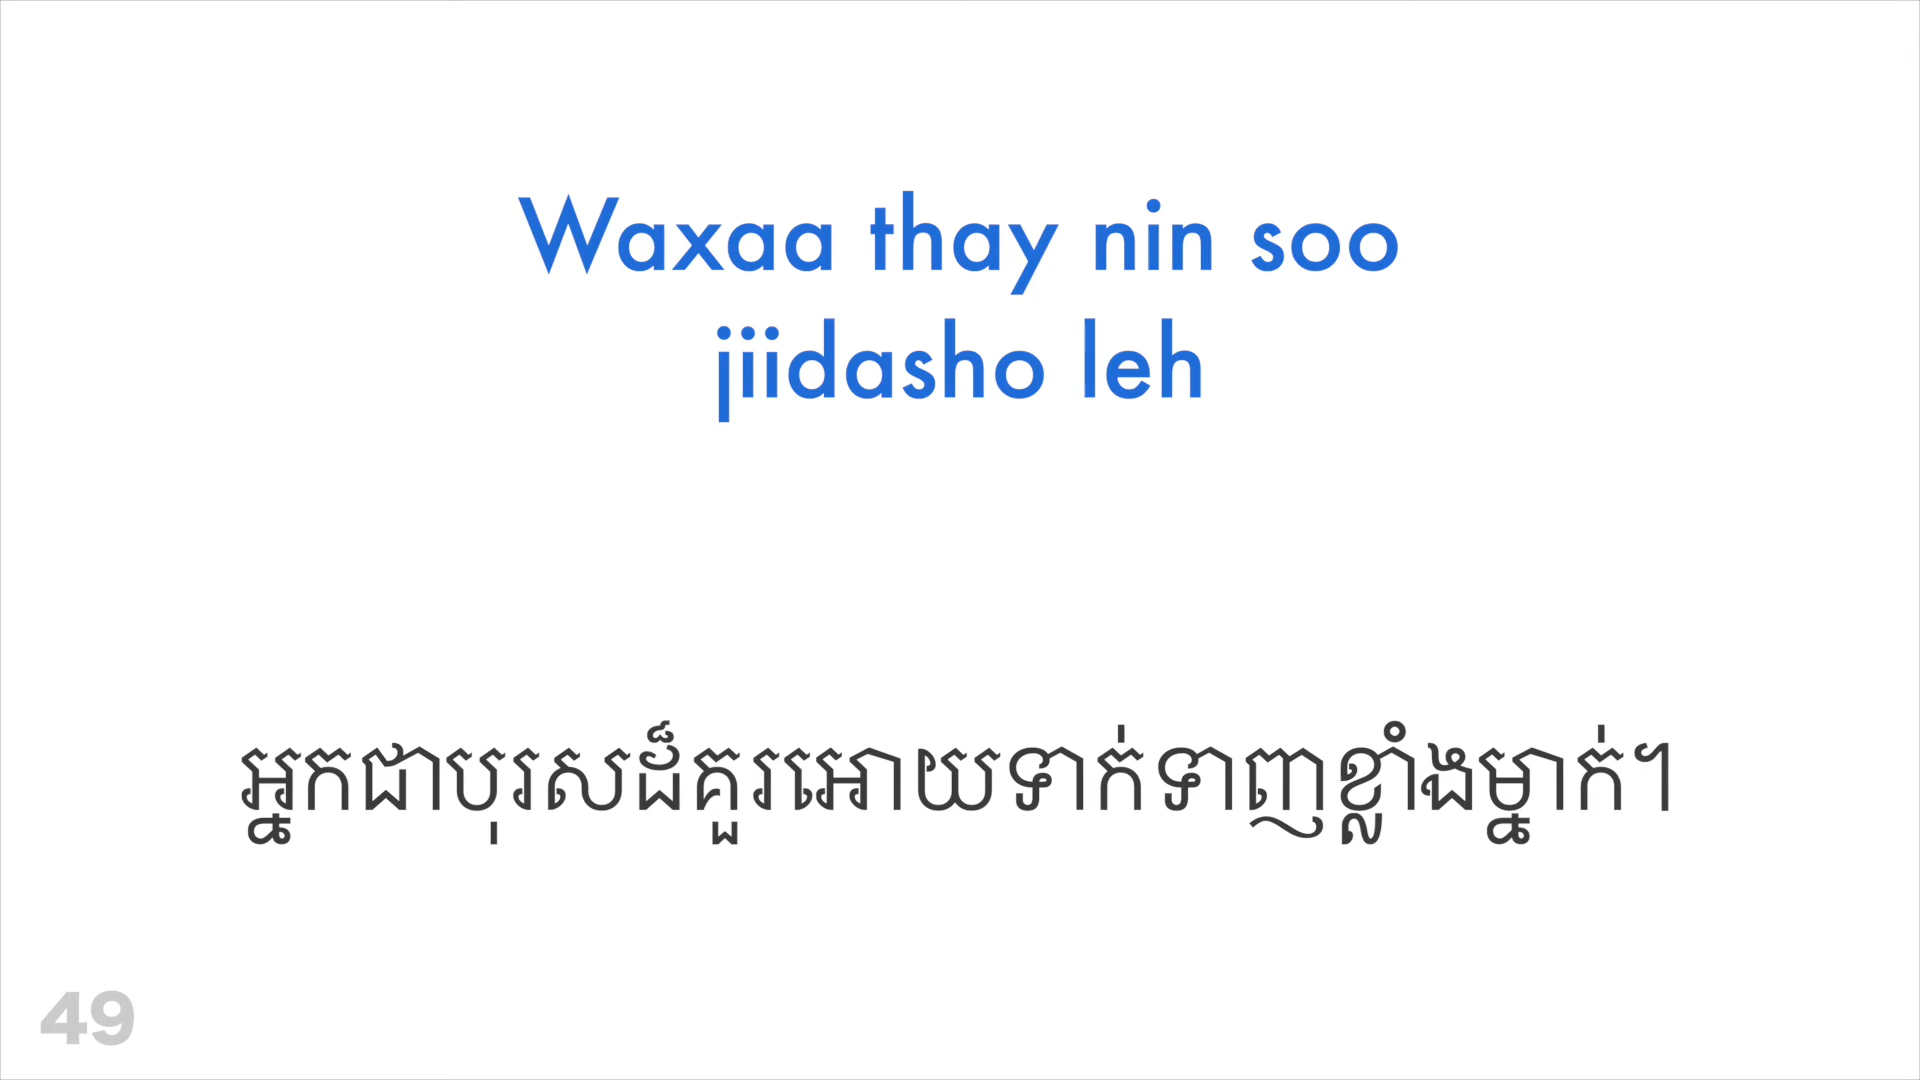 Waxaa thay nin soo
jiidasho leh
អ្នកជាបុរសដ៏គួរអោយទាក់ទាញខ្លាំងម្នាក់។
49